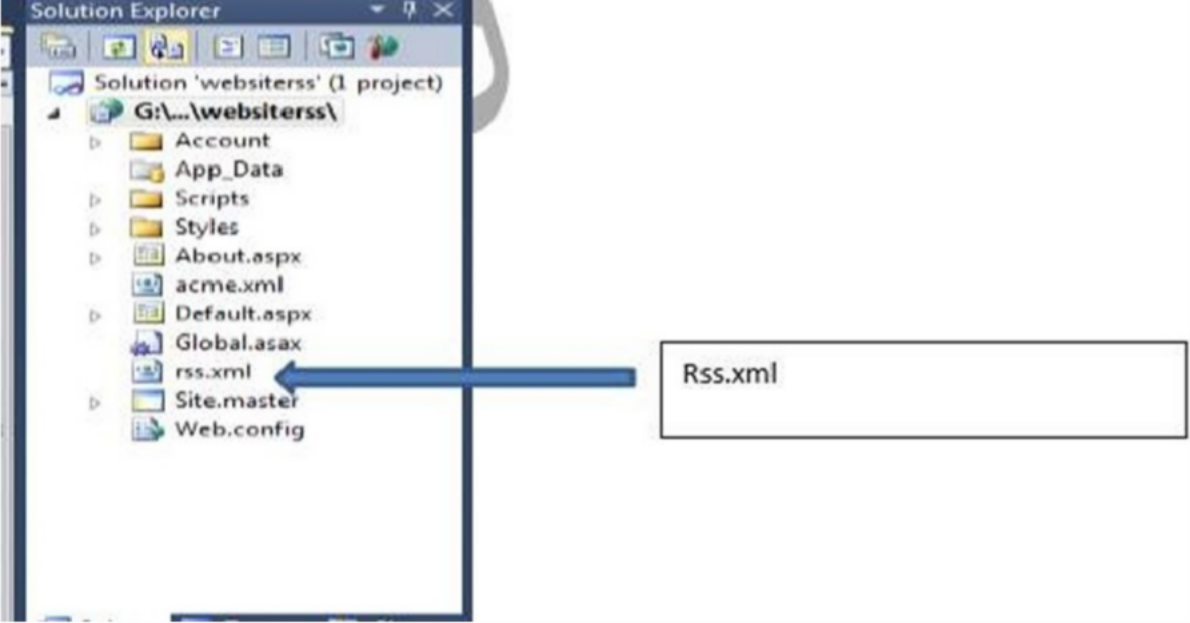 Solution Explorer
Solution 'websiterss' (1 project)
G:\...\websiterss\
Account
App_Data
Scripts
Styles
About.aspx
acme.xml
Default.aspx
Global.asax
rss.xml
Site.master
Web.config
Rss.xml